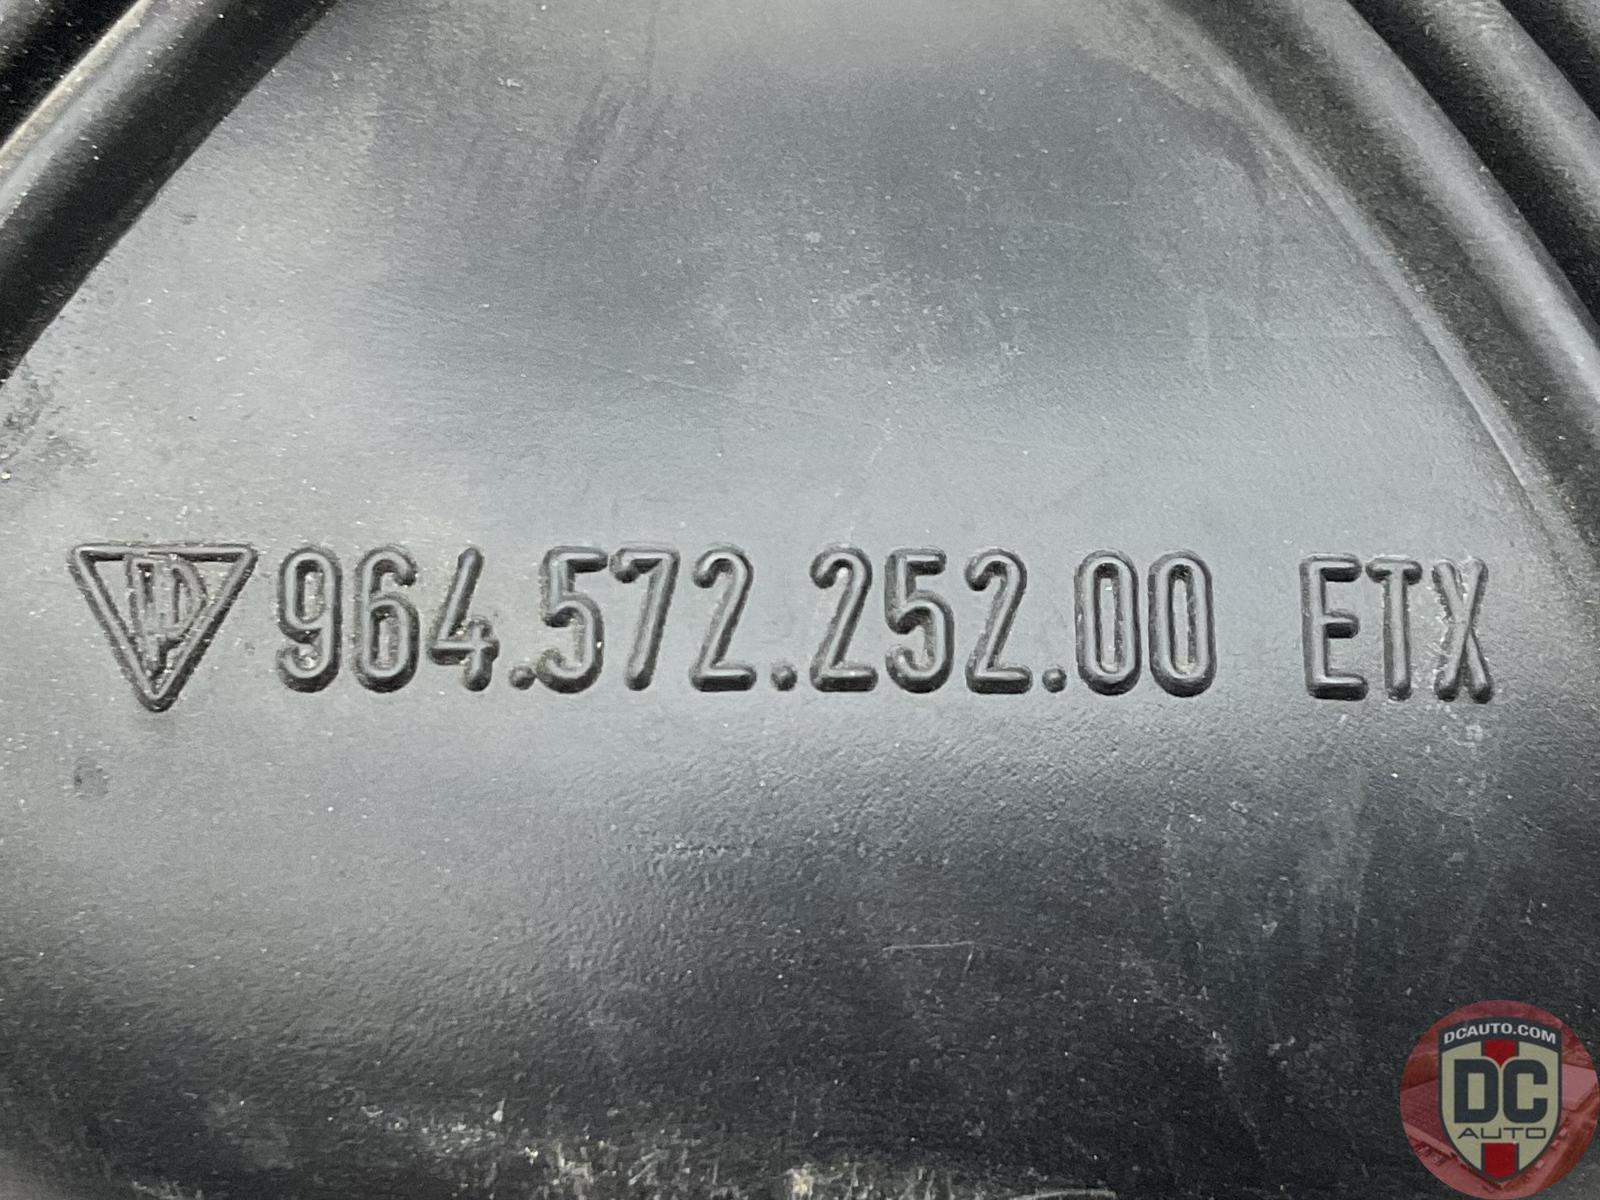 964.572.252.00 ETX
DCAUTO.COM
DC
AUTO